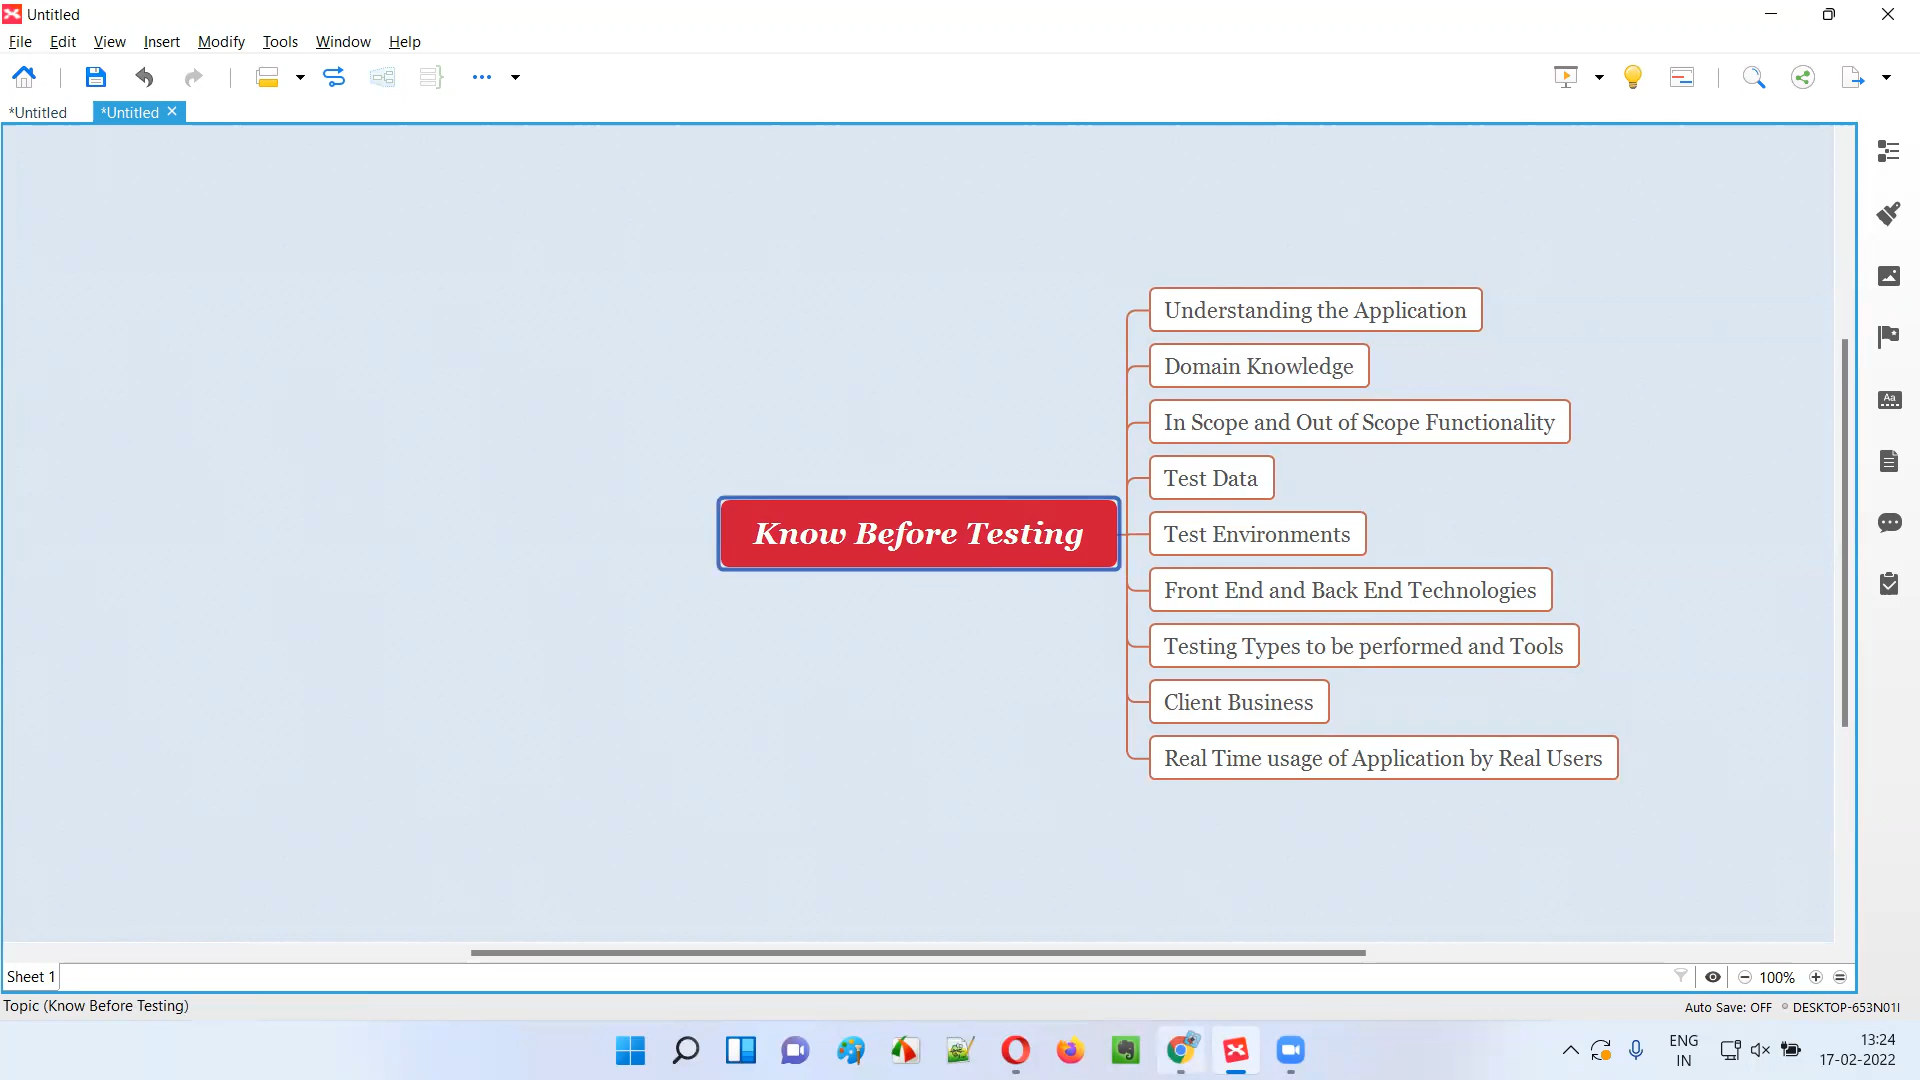 Untitled
File Edit View Insert Modify Tools Window Help
*Untitled *Untitled
Understanding the Application
Domain Knowledge
In Scope and Out of Scope Functionality
Test Data
Know Before Testing
Test Environments
Front End and Back End Technologies
Testing Types to be performed and Tools
Client Business
Real Time usage of Application by Real Users
Aa
Sheet 1
100%
Topic (Know Before Testing)
Auto Save: OFF DESKTOP-653N01I
ENG
IN
13:24
17-02-2022